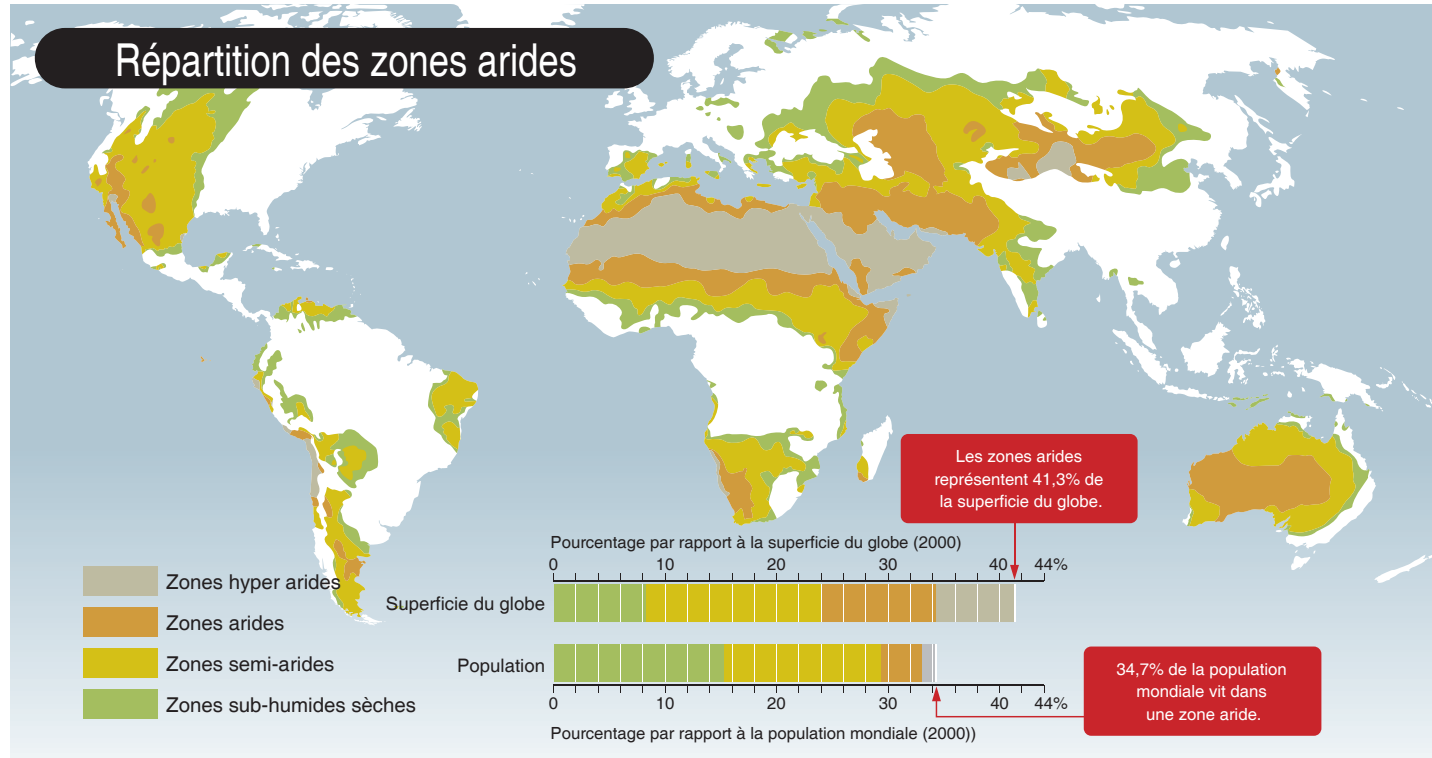 Répartition des zones arides
Les zones arides
représentent 41,3% de
la superficie du globe.
Pourcentage par rapport à la superficie du globe (2000)
0 10 20 30 40 44%
Zones hyper arides
Superficie du globe
Zones arides
Zones semi-arides
Population
34,7% de la population
mondiale vit dans
une zone aride.
Zones sub-humides sèches
0 10 20 30 40 44%
Pourcentage par rapport à la population mondiale (2000))